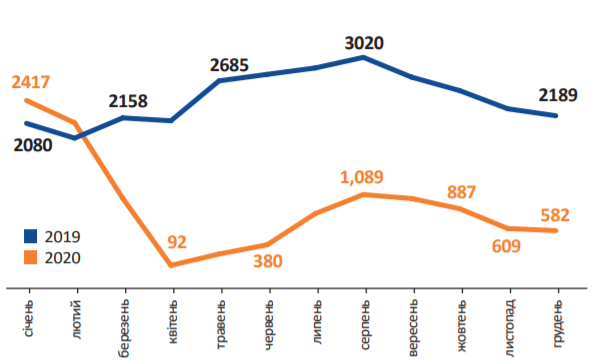 3020
2685
2417
2158
2189
2080
1,089
887
92
582
380
609
2019
2020
січень
лютий
березень
квітень
травень
червень
липень
серпень
вересень
жовтень
листопад
грудень